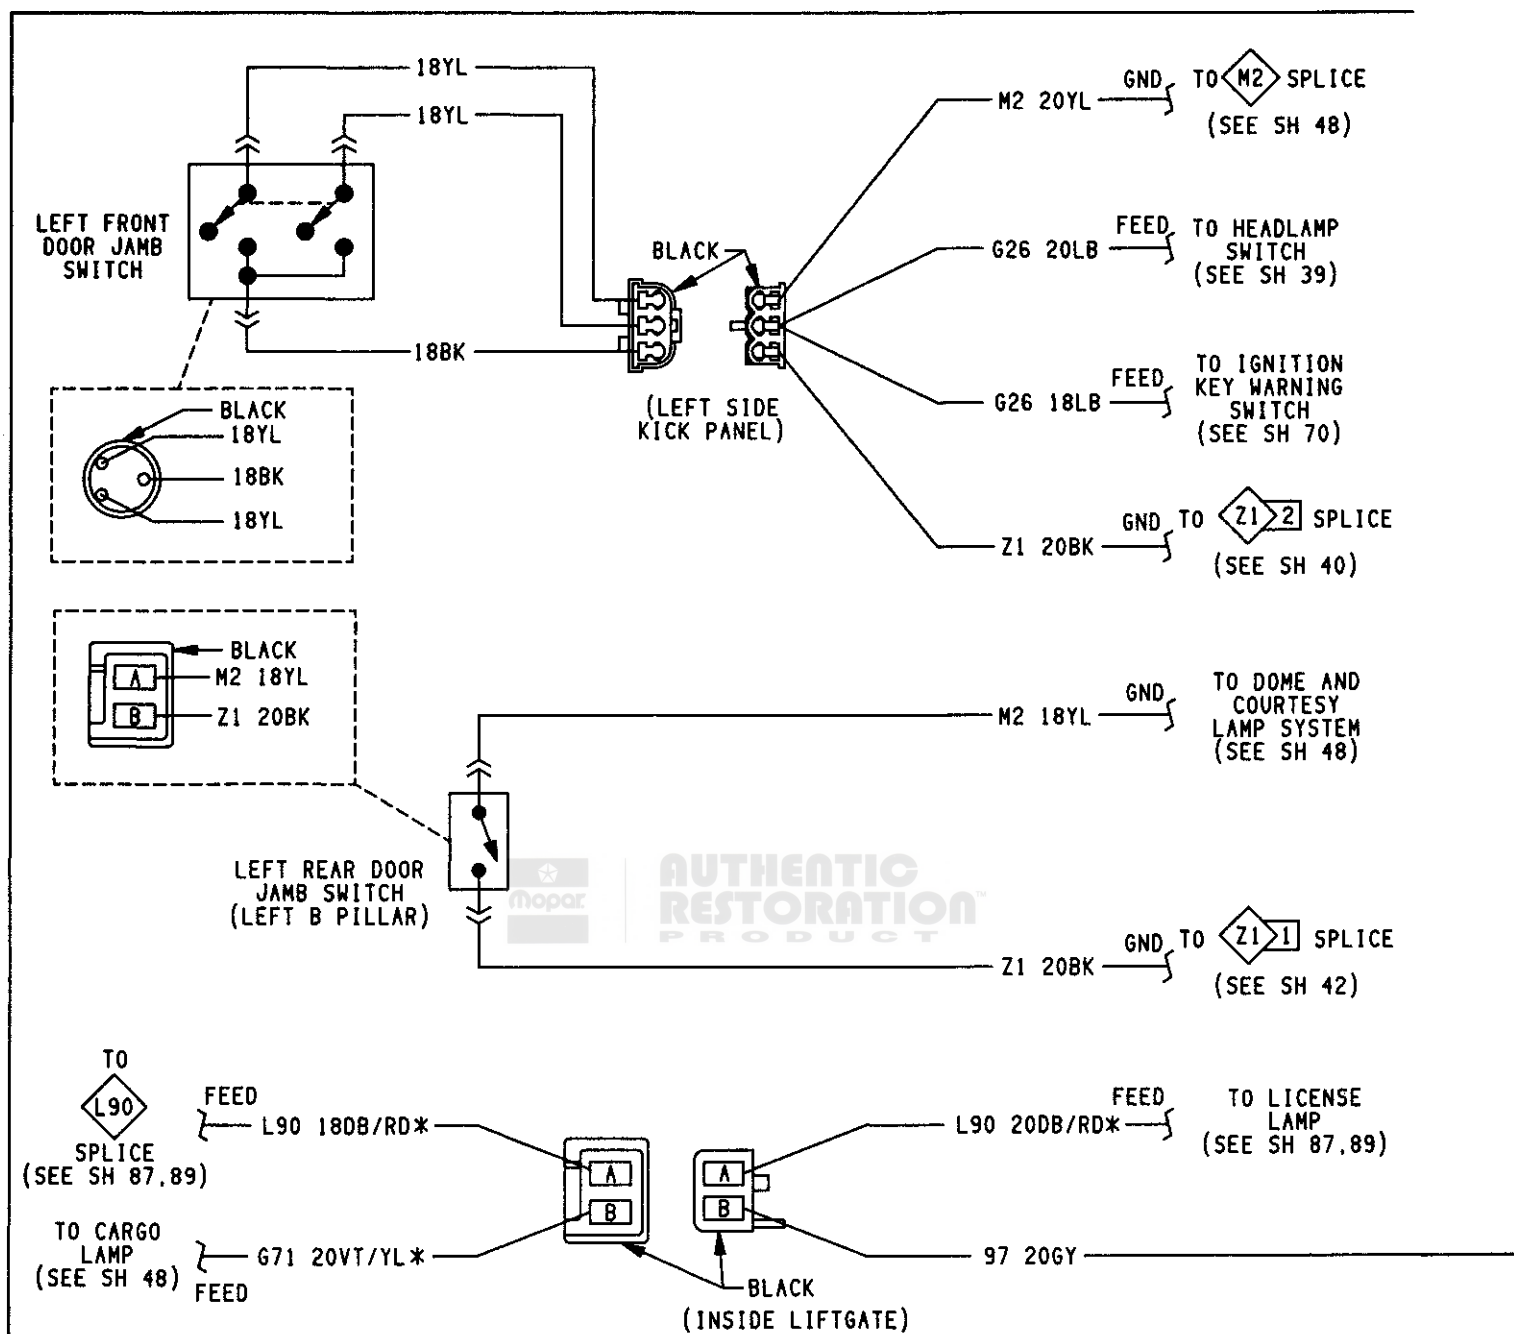 18YL
18YL
M2 20YL
GND
TO M2 SPLICE
(SEE SH 48)
LEFT FRONT
DOOR JAMB
SWITCH
BLACK
G26 20LB
FEED
TO HEADLAMP
SWITCH
(SEE SH 39)
18BK
(LEFT SIDE
KICK PANEL)
G26 18LB
FEED
TO IGNITION
KEY WARNING
SWITCH
(SEE SH 70)
BLACK
18YL
18BK
18YL
Z1 20BK
GND
TO Z1 2 SPLICE
(SEE SH 40)
BLACK
A
M2 18YL
B
Z1 20BK
M2 18YL
GND
TO DOME AND
COURTESY
LAMP SYSTEM
(SEE SH 48)
LEFT REAR DOOR
JAMB SWITCH
(LEFT B PILLAR)
Mopar
AUTHENTIC
RESTORATION™
PRODUCT
Z1 20BK
GND
TO Z1 1 SPLICE
(SEE SH 42)
TO
L90
SPLICE
(SEE SH 87,89)
FEED
L90 18DB/RD*
A
B
A
B
L90 20DB/RD*
FEED
TO LICENSE
LAMP
(SEE SH 87,89)
TO CARGO
LAMP
(SEE SH 48)
G71 20VT/YL*
FEED
97 20GY
BLACK
(INSIDE LIFTGATE)